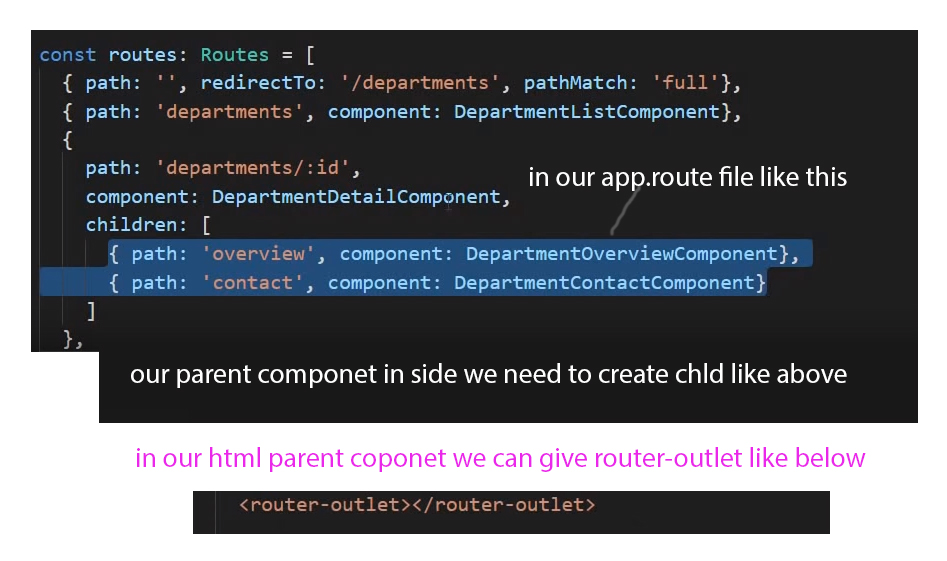 const routes: Routes = [
{ path: '', redirectTo: '/departments', pathMatch: 'full'},
{ path: 'departments', component: DepartmentListComponent},
{
path: 'departments/:id',
in our app.route file like this
component: DepartmentDetailComponent,
children: [
{ path: 'overview', component: DepartmentOverviewComponent},
{ path: 'contact', component: DepartmentContactComponent}
]
},
our parent componet in side we need to create chld like above
in our html parent coponet we can give router-outlet like below
<router-outlet></router-outlet>